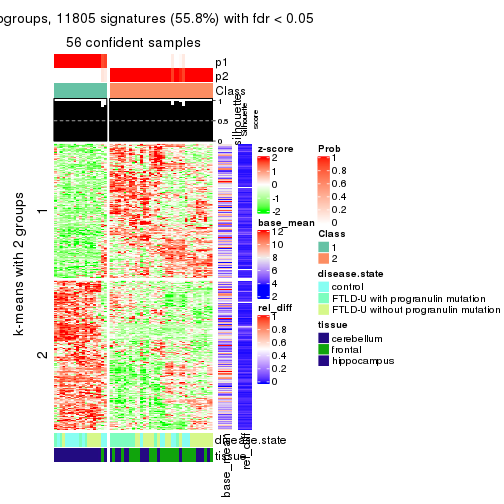 ogroups, 11805 signatures (55.8%) with fdr < 0.05
56 confident samples
p1
p2
Class
silhouette
Silhouette
score
1
0.5
0
k-means with 2 groups
1
2
z-score
2
1
0
-1
-2
base_mean
12
10
8
6
4
2
rel_diff
1
0.8
0.6
0.4
0.2
0
Prob
1
0.8
0.6
0.4
0.2
0
Class
1
2
disease.state
control
FTLD-U with progranulin mutation
FTLD-U without progranulin mutation
tissue
cerebellum
frontal
hippocampus
disease.state
tissue
base_mean
rel_diff